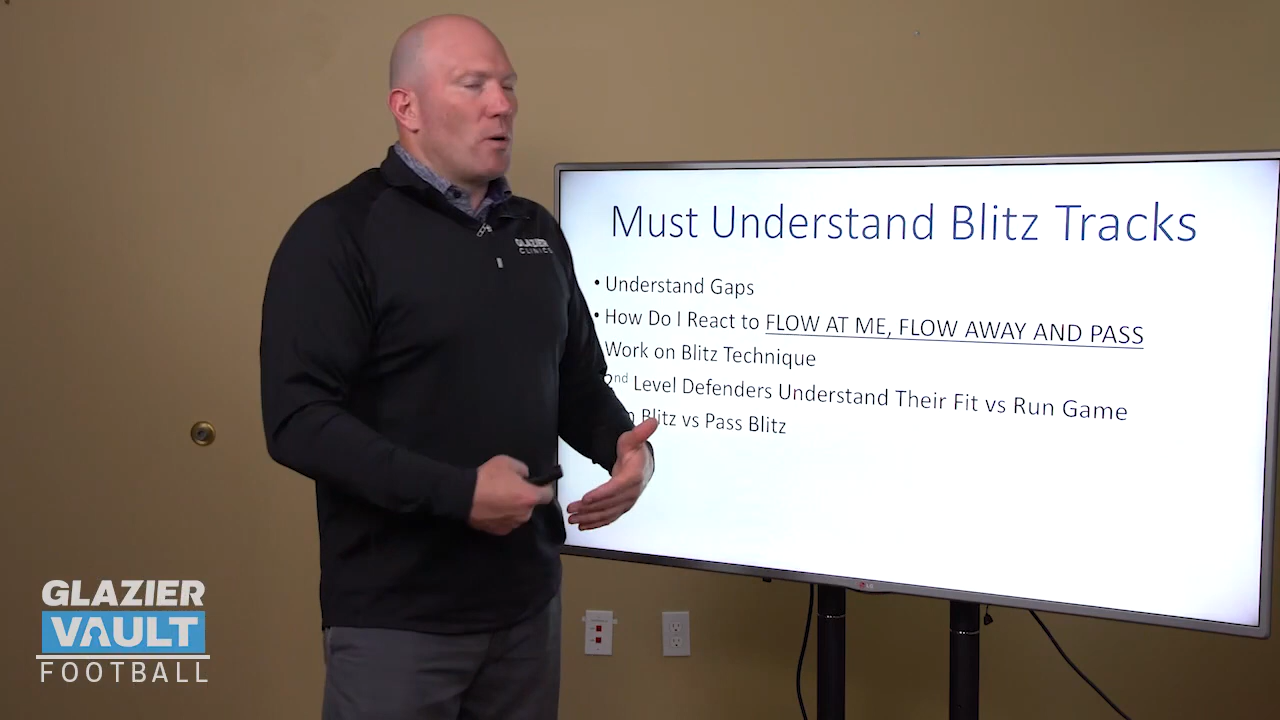 Must Understand Blitz Tracks
• Understand Gaps
• How Do I React to FLOW AT ME, FLOW AWAY AND PASS
Work on Blitz Technique
2nd Level Defenders Understand Their Fit vs Run Game
Blitz vs Pass Blitz
GLAZIER
CLINICS
GLAZIER
VAULT
FOOTBALL